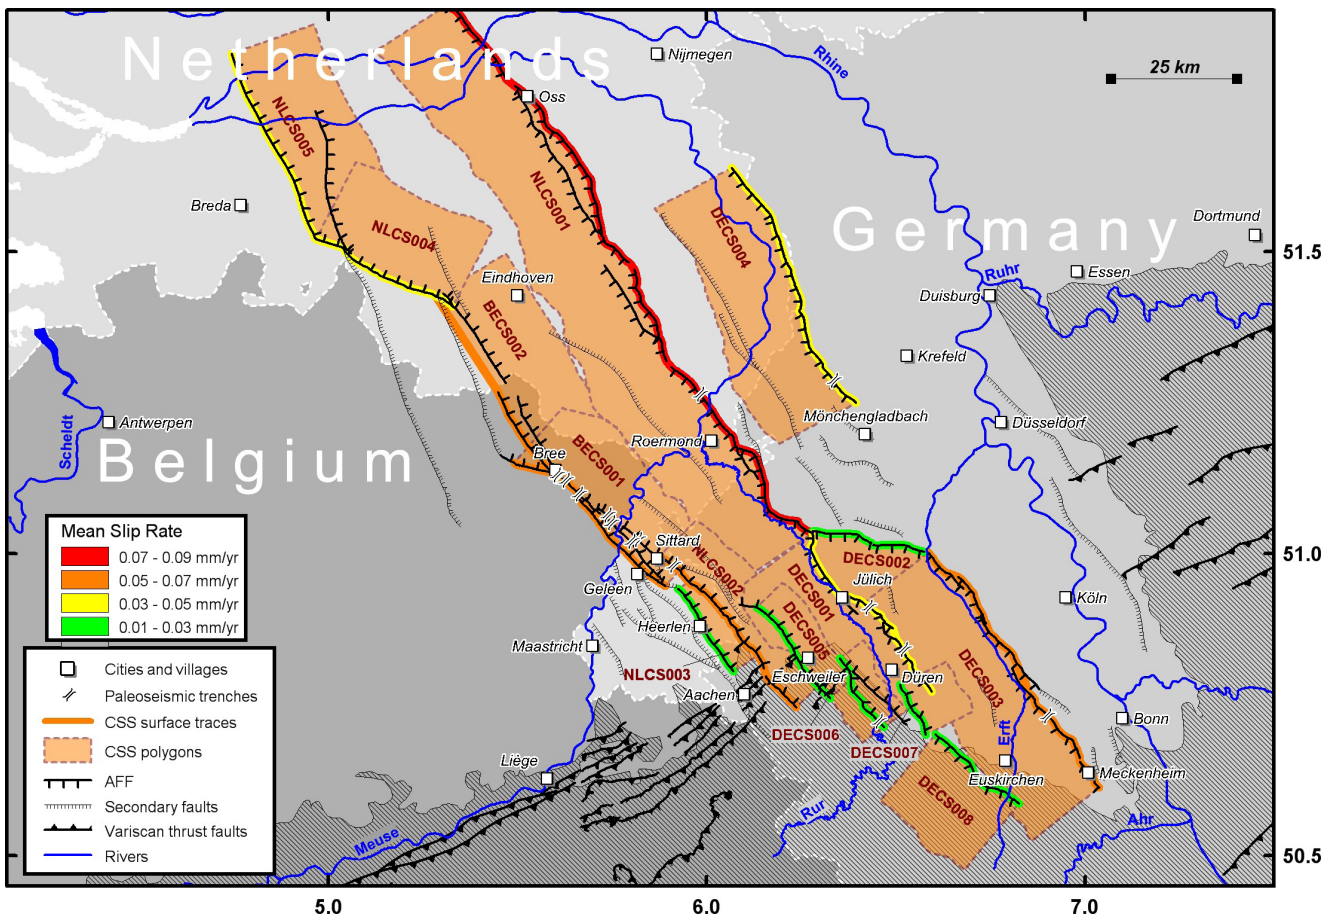 Netherlands
Nijmegen
Rhine
25 km
Oss
NLCS005
NLCS001
Breda
NLCS004
DECS004
Germany
Dortmund
51.5
Eindhoven
Ruhr
Essen
Duisburg
BECS002
Krefeld
Antwerpen
Scheldt
Mönchengladbach
Düsseldorf
Roermond
Belgium
Bree
BECS001
Mean Slip Rate
0.07 - 0.09 mm/yr
0.05 - 0.07 mm/yr
0.03 - 0.05 mm/yr
0.01 - 0.03 mm/yr
Sittard
NLCS002
DECS002
51.0
Geleen
DECS001
Jülich
Köln
DECS005
Heerlen
Maastricht
NLCS003
Eschweiler
Düren
DECS003
Aachen
Bonn
DECS006
DECS007
Erft
Liège
Euskirchen
Meckenheim
DECS008
Rur
Ahr
Meuse
50.5
Cities and villages
Paleoseismic trenches
CSS surface traces
CSS polygons
AFF
Secondary faults
Variscan thrust faults
Rivers
5.0
6.0
7.0